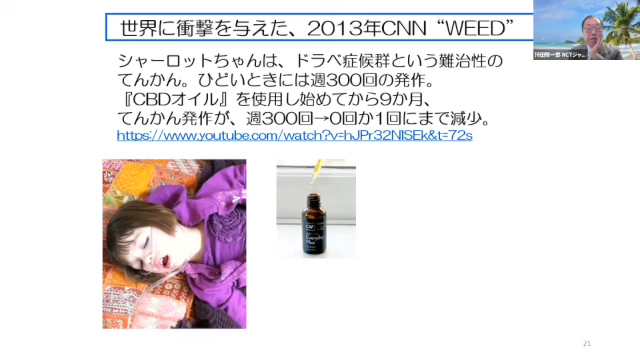 世界に衝撃を与えた、2013年CNN“WEED”
シャーロットちゃんは、ドラベ症候群という難治性の
てんかん。ひどいときには週300回の発作。
『CBDオイル』を使用し始めてから9か月、
てんかん発作が、週300回→0回か1回にまで減少。
https://www.youtube.com/watch?v=hJPr32NlSEk&t=72s
CW
Everyday
Plus
21